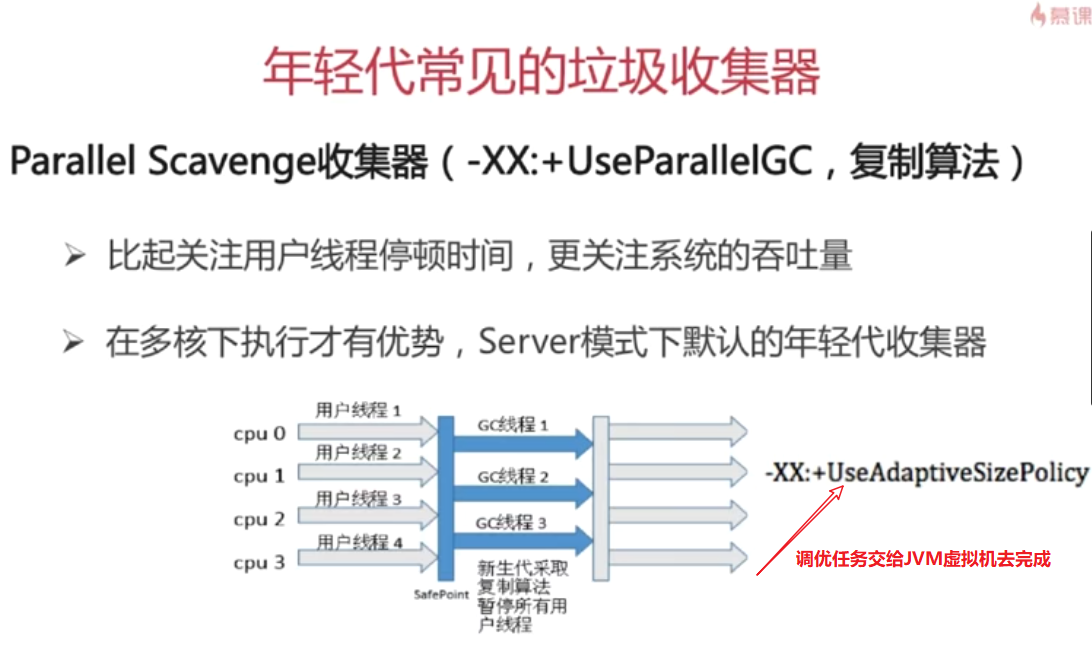 慕课
年轻代常见的垃圾收集器
Parallel Scavenge收集器（-XX:+UseParallelGC，复制算法）
比起关注用户线程停顿时间，更关注系统的吞吐量
在多核下执行才有优势，Server模式下默认的年轻代收集器
用户线程 1
cpu 0
用户线程 2
cpu 1
用户线程 3
cpu 2
用户线程 4
cpu 3
SafePoint
GC线程 1
GC线程 2
GC线程 3
新生代采取
复制算法
暂停所有用
户线程
-XX:+UseAdaptiveSizePolicy
调优任务交给JVM虚拟机去完成